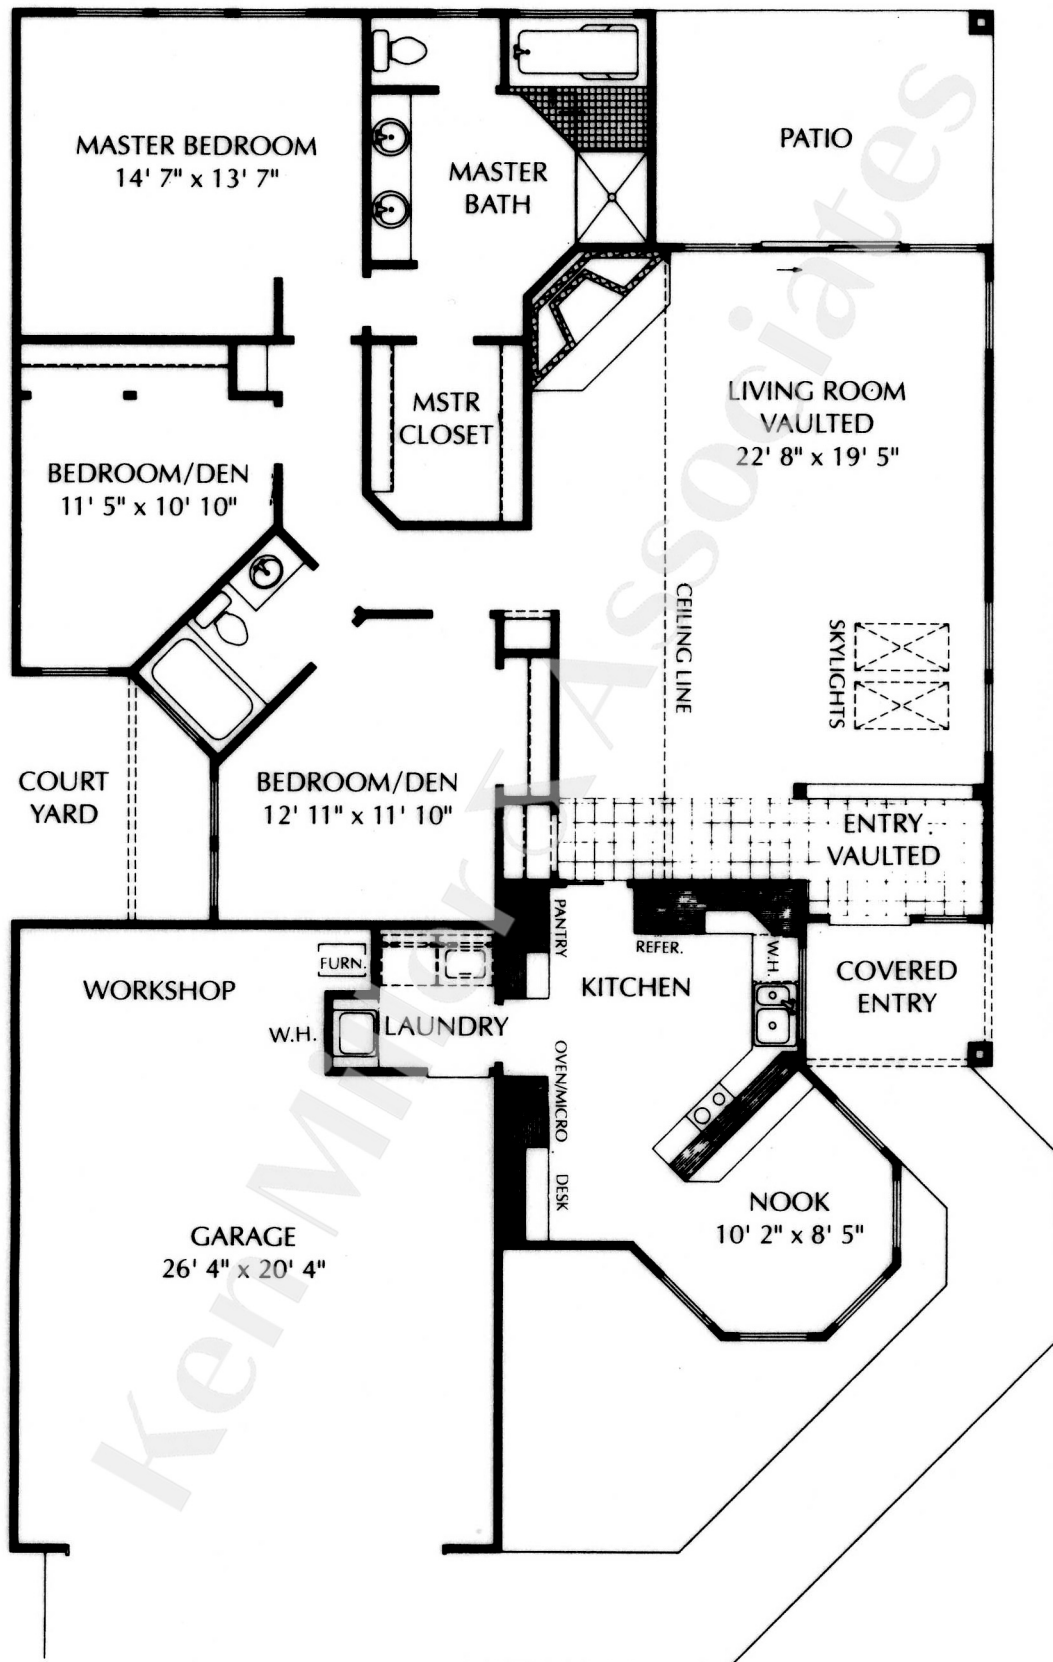 MASTER BEDROOM
14' 7" x 13' 7"
MASTER
BATH
PATIO
MSTR
CLOSET
LIVING ROOM
VAULTED
22' 8" x 19' 5"
BEDROOM/DEN
11' 5" x 10' 10"
CEILING LINE
SKYLIGHTS
COURT
YARD
BEDROOM/DEN
12' 11" x 11' 10"
ENTRY
VAULTED
PANTRY
REFER.
W.H.
KITCHEN
COVERED
ENTRY
WORKSHOP
FURN.
W.H.
LAUNDRY
OVEN/MICRO
DESK
NOOK
10' 2" x 8' 5"
GARAGE
26' 4" x 20' 4"
Ken Milior & Associates